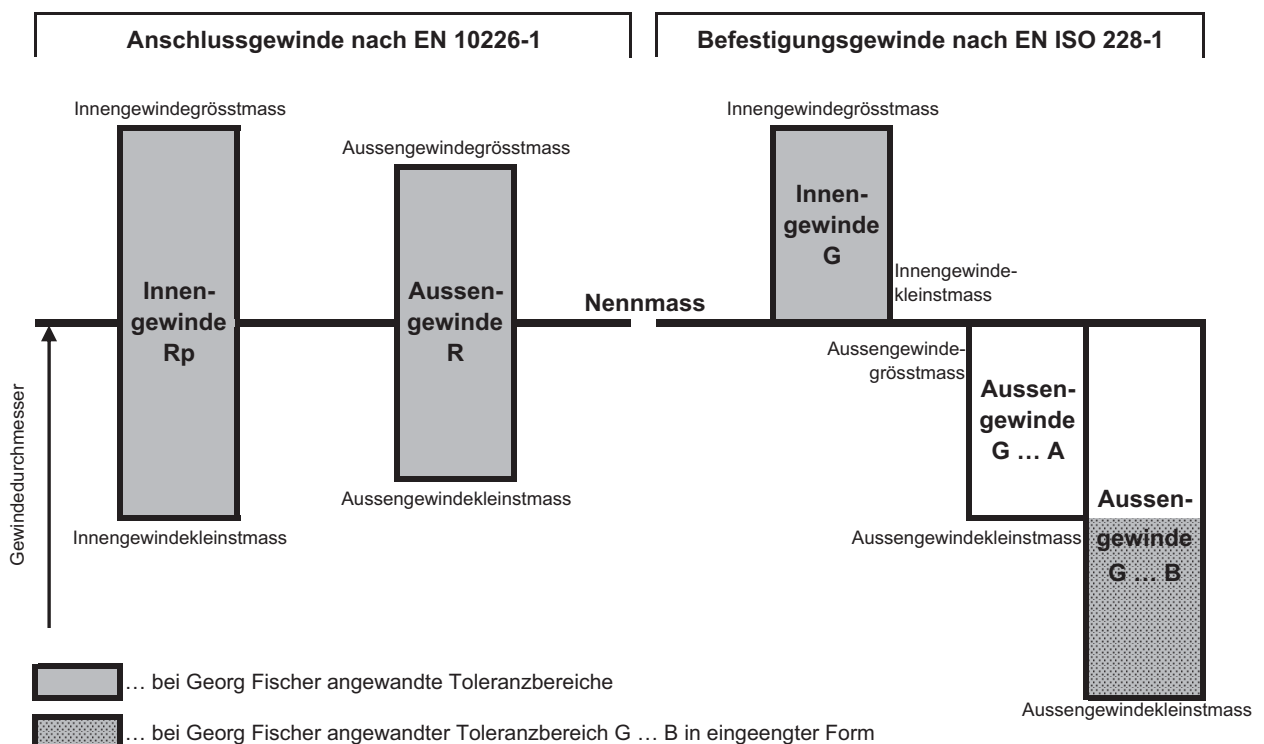 Anschlussgewinde nach EN 10226-1
Befestigungsgewinde nach EN ISO 228-1
Innengewindegrösstmass
Aussengewindegrösstmass
Innen-
gewinde
Rp
Aussen-
gewinde
R
Innengewindekleinstmass
Aussengewindekleinstmass
Nennmass
Gewindedurchmesser
Innengewindegrösstmass
Innen-
gewinde
G
Innengewinde-
kleinstmass
Aussengewinde-
grösstmass
Aussen-
gewinde
G … A
Aussengewindekleinstmass
Aussen-
gewinde
G … B
Aussengewindekleinstmass
… bei Georg Fischer angewandte Toleranzbereiche
… bei Georg Fischer angewandter Toleranzbereich G … B in eingeengter Form